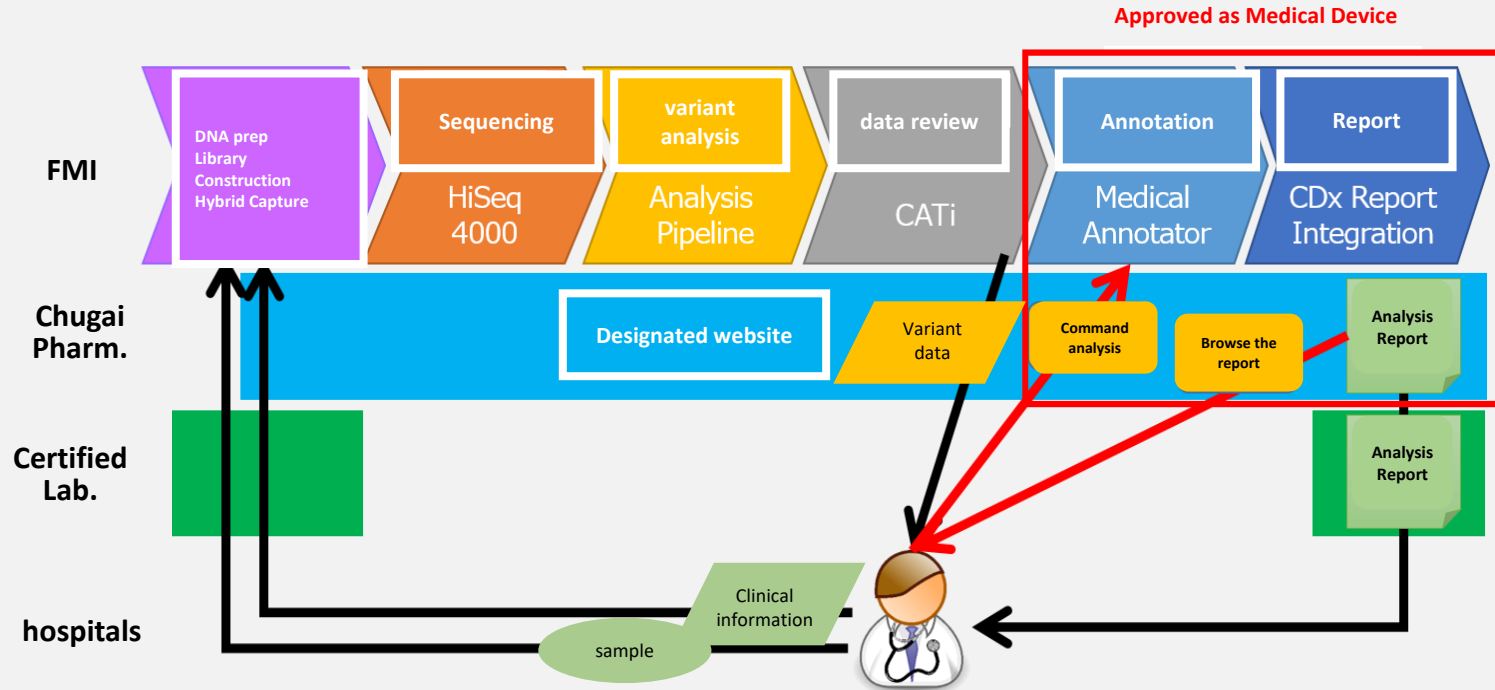 Approved as Medical Device
FMI
DNA prep
Library
Construction
Hybrid Capture
Sequencing
HiSeq
4000
variant
analysis
Analysis
Pipeline
data review
CATi
Annotation
Medical
Annotator
Report
CDx Report
Integration
Chugai
Pharm.
Designated website
Variant
data
Command
analysis
Browse the
report
Analysis
Report
Certified
Lab.
Analysis
Report
hospitals
Clinical
information
sample